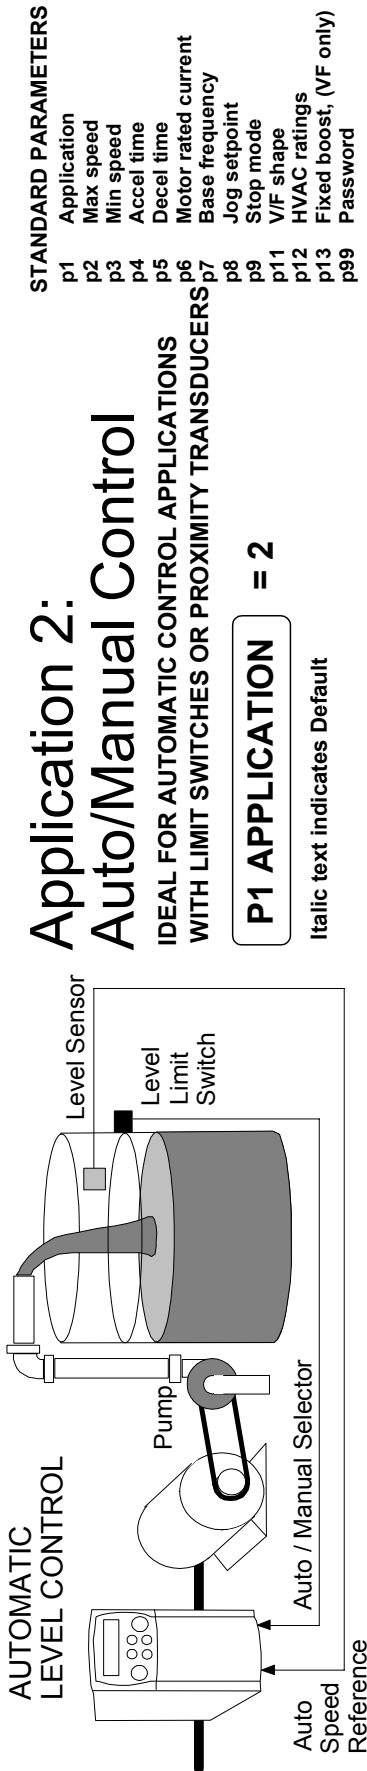 AUTOMATIC
LEVEL CONTROL
Pump
Level Sensor
Level
Limit
Switch
Auto / Manual Selector
Auto
Speed
Reference
Application 2:
Auto/Manual Control
IDEAL FOR AUTOMATIC CONTROL APPLICATIONS
WITH LIMIT SWITCHES OR PROXIMITY TRANSDUCERS
P1 APPLICATION = 2
Italic text indicates Default
STANDARD PARAMETERS
p1 Application
p2 Max speed
p3 Min speed
p4 Accel time
p5 Decel time
p6 Motor rated current
p7 Base frequency
p8 Jog setpoint
p9 Stop mode
p11 V/F shape
p12 HVAC ratings
p13 Fixed boost, (VF only)
p99 Password